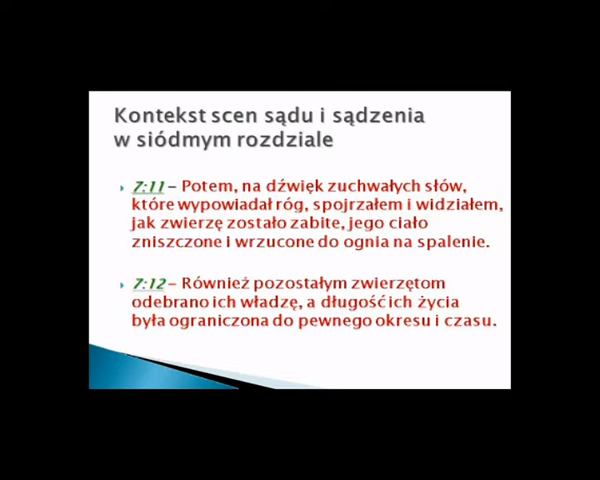 Kontekst scen sądu i sądzenia
w siódmym rozdziale
7:11 – Potem, na dźwięk zuchwałych słów,
które wypowiadał róg, spojrzałem i widziałem,
jak zwierzę zostało zabite, jego ciało
zniszczone i wrzucone do ognia na spalenie.
7:12 – Również pozostałym zwierzętom
odebrano ich władzę, a długość ich życia
była ograniczona do pewnego okresu i czasu.